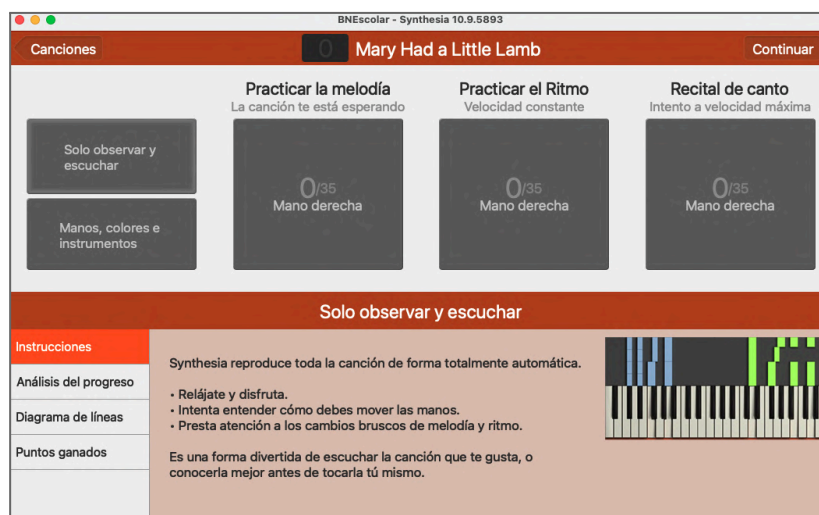 BNEscolar - Synthesia 10.9.5893
Canciones
0
Mary Had a Little Lamb
Continuar
Practicar la melodía
La canción te está esperando
Practicar el Ritmo
Velocidad constante
Recital de canto
Intento a velocidad máxima
Solo observar y
escuchar
Manos, colores e
instrumentos
0/35
Mano derecha
0/35
Mano derecha
0/35
Mano derecha
Solo observar y escuchar
Instrucciones
Análisis del progreso
Diagrama de líneas
Puntos ganados
Synthesia reproduce toda la canción de forma totalmente automática.
• Relájate y disfruta.
• Intenta entender cómo debes mover las manos.
• Presta atención a los cambios bruscos de melodía y ritmo.
Es una forma divertida de escuchar la canción que te gusta, o
conocerla mejor antes de tocarla tú mismo.